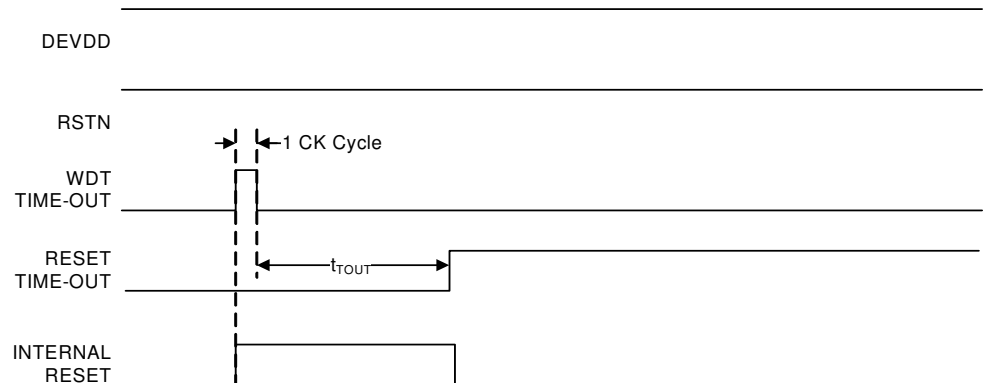 DEVDD
RSTN
1 CK Cycle
WDT
TIME-OUT
RESET
TIME-OUT
tTOUT
INTERNAL
RESET